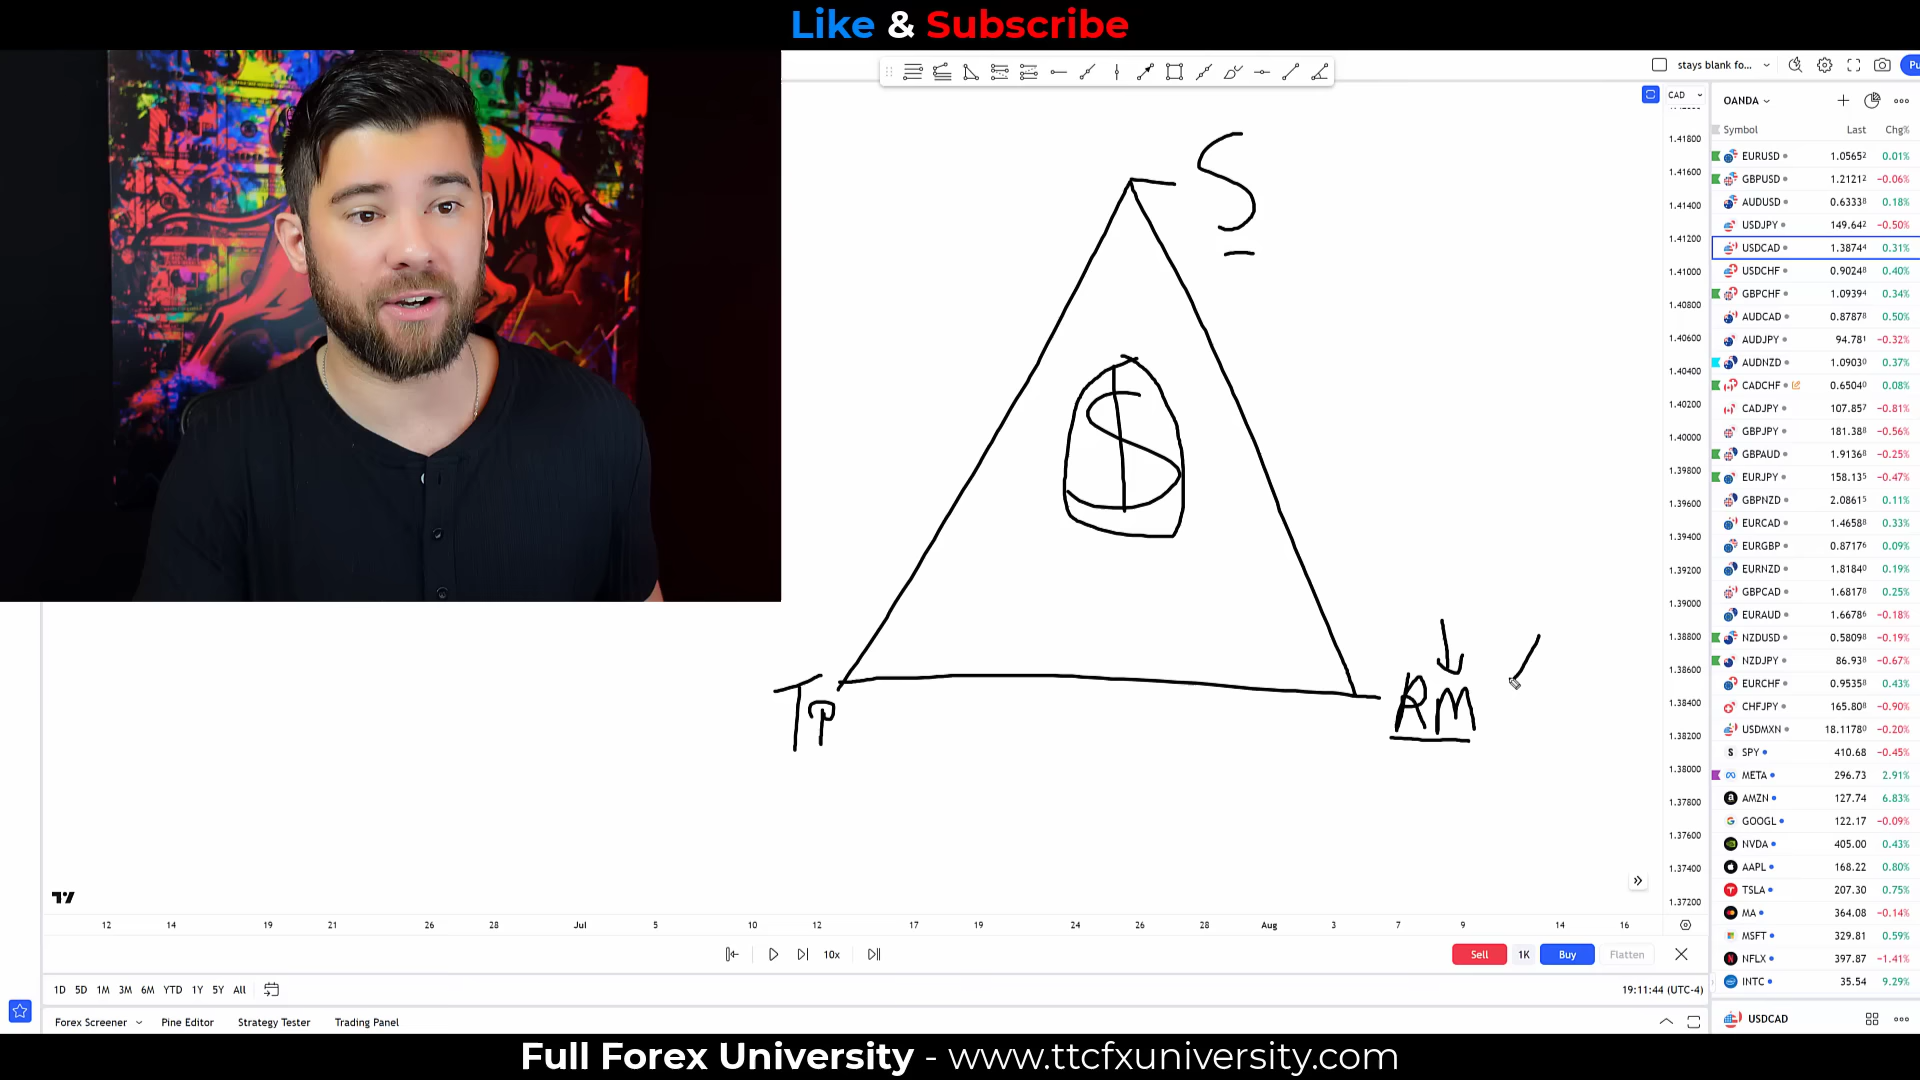 Like & Subscribe
stays blank fo...
Pu
CAD
OANDA
Symbol Last Chg%
1.41800
1.41600
1.41400
1.41200
1.41000
1.40800
1.40600
1.40400
1.40200
1.40000
1.39800
1.39600
1.39400
1.39200
1.39000
1.38800
1.38600
1.38400
1.38200
1.38000
1.37800
1.37600
1.37400
1.37200
EURUSD 1.05652 0.01%
GBPUSD 1.21212 −0.06%
AUDUSD 0.63338 0.18%
USDJPY 149.642 −0.50%
USDCAD 1.38744 0.31%
USDCHF 0.90248 0.40%
GBPCHF 1.09394 0.34%
AUDCAD 0.87878 0.50%
AUDJPY 94.781 −0.32%
AUDNZD 1.09030 0.37%
CADCHF 0.65040 0.08%
CADJPY 107.857 −0.81%
GBPJPY 181.388 −0.56%
GBPAUD 1.91368 −0.25%
EURJPY 158.135 −0.47%
GBPNZD 2.08615 0.11%
EURCAD 1.46588 0.33%
EURGBP 0.87176 0.09%
EURNZD 1.81840 0.19%
GBPCAD 1.68178 0.25%
EURAUD 1.66786 −0.18%
NZDUSD 0.58098 −0.19%
NZDJPY 86.938 −0.67%
EURCHF 0.95358 0.43%
CHFJPY 165.808 −0.90%
USDMXN 18.11780 −0.20%
SPY 410.68 −0.45%
META 296.73 2.91%
AMZN 127.74 6.83%
GOOGL 122.17 −0.09%
NVDA 405.00 0.43%
AAPL 168.22 0.80%
TSLA 207.30 0.75%
MA 364.08 −0.14%
MSFT 329.81 0.59%
NFLX 397.87 −1.41%
INTC 35.54 9.29%
S
$
TP
RM
12 14 19 21 26 28 Jul 5 10 12 17 19 24 26 28 Aug 3 7 9 14 16
10x
Sell 1K Buy Flatten
1D 5D 1M 3M 6M YTD 1Y 5Y All
19:11:44 (UTC-4)
Forex Screener Pine Editor Strategy Tester Trading Panel
USDCAD
Full Forex University - www.ttcfxuniversity.com